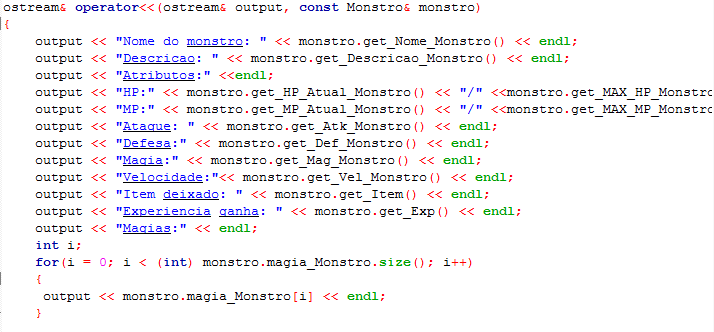 ostream& operator<<(ostream& output, const Monstro& monstro)
{
    output << "Nome do monstro: " << monstro.get_Nome_Monstro() << endl;
    output << "Descricao: " << monstro.get_Descricao_Monstro() << endl;
    output << "Atributos:" <<endl;
    output << "HP:" << monstro.get_HP_Atual_Monstro() << "/" <<monstro.get_MAX_HP_Monstro
    output << "MP:" << monstro.get_MP_Atual_Monstro() << "/" <<monstro.get_MAX_MP_Monstro
    output << "Ataque: " << monstro.get_Atk_Monstro() << endl;
    output << "Defesa:" << monstro.get_Def_Monstro() << endl;
    output << "Magia:" << monstro.get_Mag_Monstro() << endl;
    output << "Velocidade:"<< monstro.get_Vel_Monstro() << endl;
    output << "Item deixado: " << monstro.get_Item() << endl;
    output << "Experiencia ganha: " << monstro.get_Exp() << endl;
    output << "Magias:" << endl;
    int i;
    for(i = 0; i < (int) monstro.magia_Monstro.size(); i++)
    {
     output << monstro.magia_Monstro[i] << endl;
    }